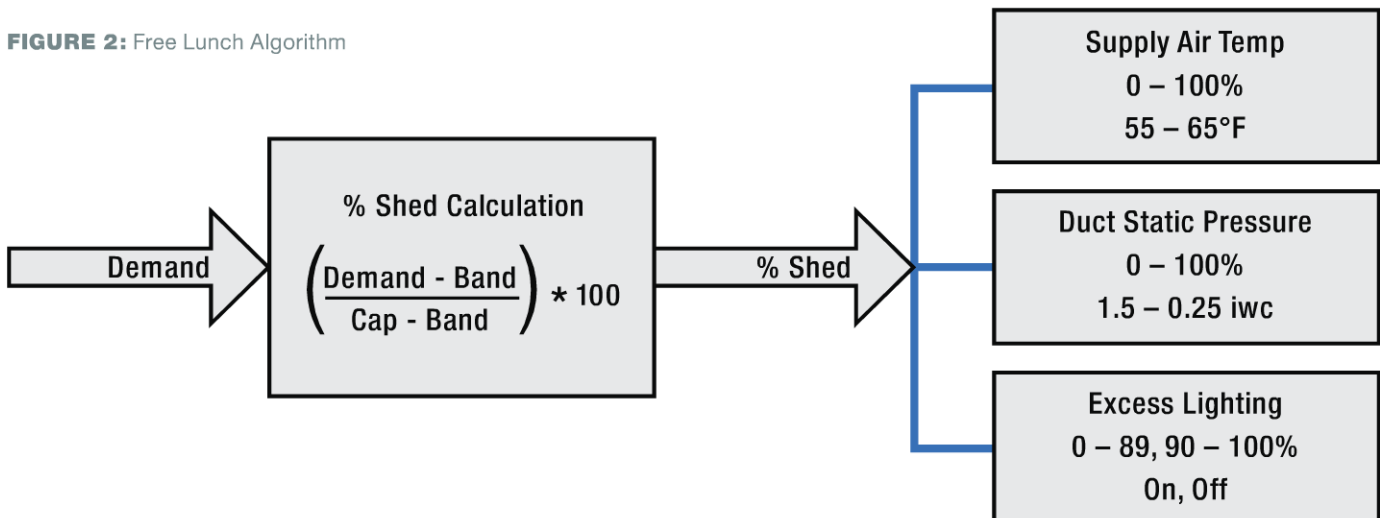 FIGURE 2: Free Lunch Algorithm
Demand
% Shed Calculation
(Demand - Band / Cap - Band) * 100
% Shed
Supply Air Temp
0 – 100%
55 – 65°F
Duct Static Pressure
0 – 100%
1.5 – 0.25 iwc
Excess Lighting
0 – 89, 90 – 100%
On, Off